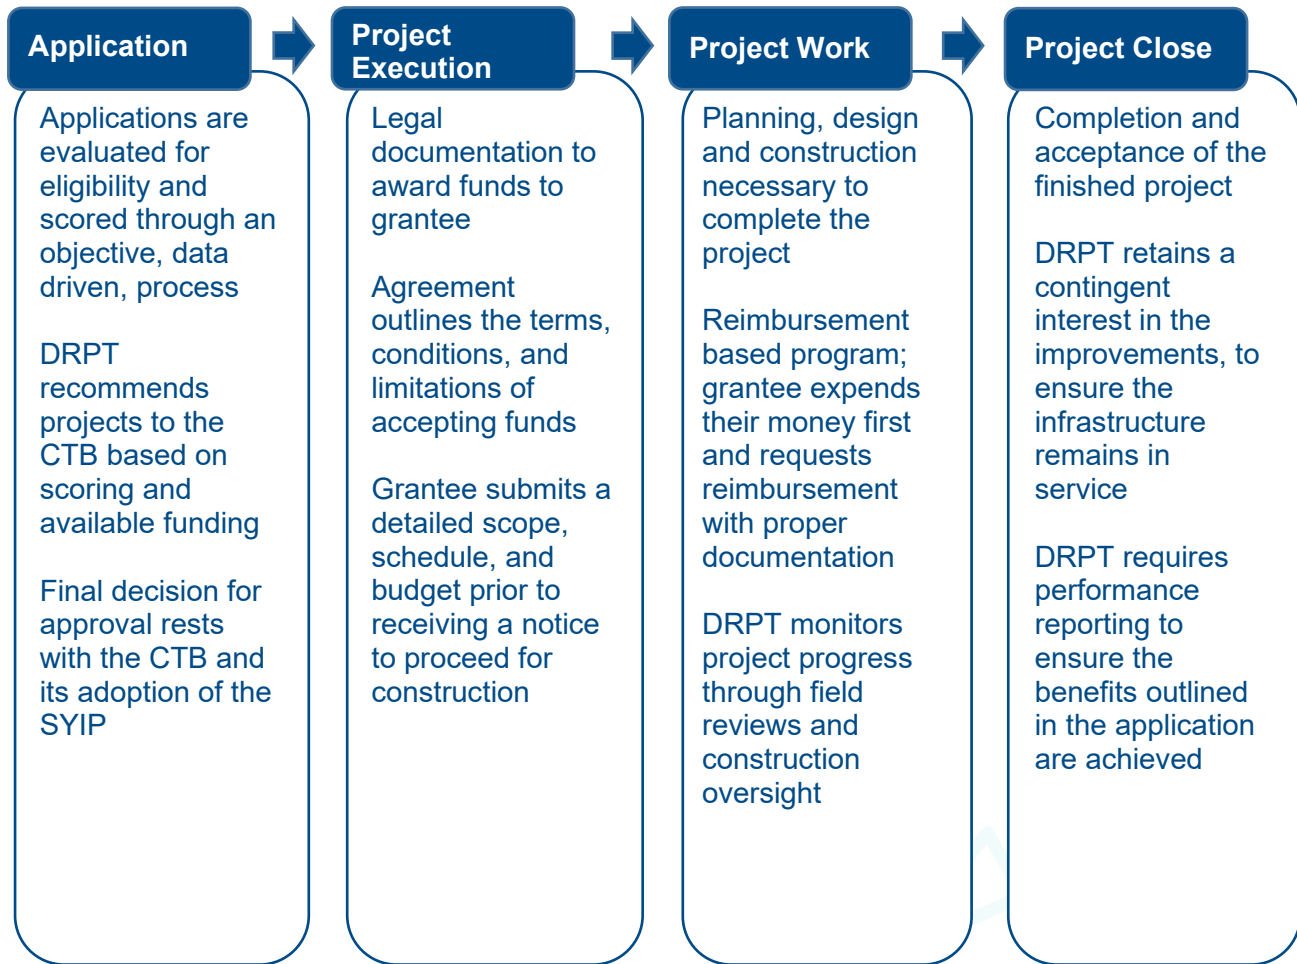 Application
Applications are
evaluated for
eligibility and
scored through an
objective, data
driven, process
DRPT
recommends
projects to the
CTB based on
scoring and
available funding
Final decision for
approval rests
with the CTB and
its adoption of the
SYIP
Project
Execution
Legal
documentation to
award funds to
grantee
Agreement
outlines the terms,
conditions, and
limitations of
accepting funds
Grantee submits a
detailed scope,
schedule, and
budget prior to
receiving a notice
to proceed for
construction
Project Work
Planning, design
and construction
necessary to
complete the
project
Reimbursement
based program;
grantee expends
their money first
and requests
reimbursement
with proper
documentation
DRPT monitors
project progress
through field
reviews and
construction
oversight
Project Close
Completion and
acceptance of the
finished project
DRPT retains a
contingent
interest in the
improvements, to
ensure the
infrastructure
remains in
service
DRPT requires
performance
reporting to
ensure the
benefits outlined
in the application
are achieved